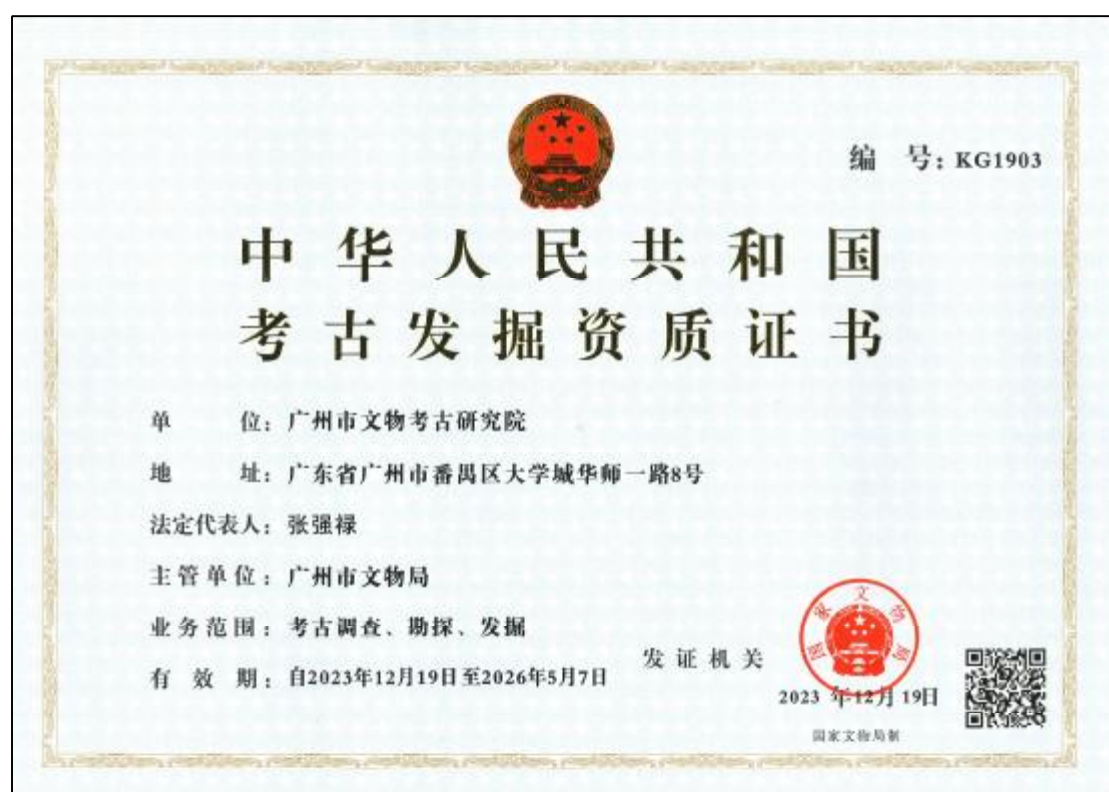 编 号：KG1903
中华人民共和国
考古发掘资质证书
单 位：广州市文物考古研究院
地 址：广东省广州市番禺区大学城华师一路8号
法定代表人：张强禄
主管单位：广州市文物局
业务范围：考古调查、勘探、发掘
有 效 期：自2023年12月19日至2026年5月7日
发证机关
国家文物局
2023 年12月 19日
国家文物局制